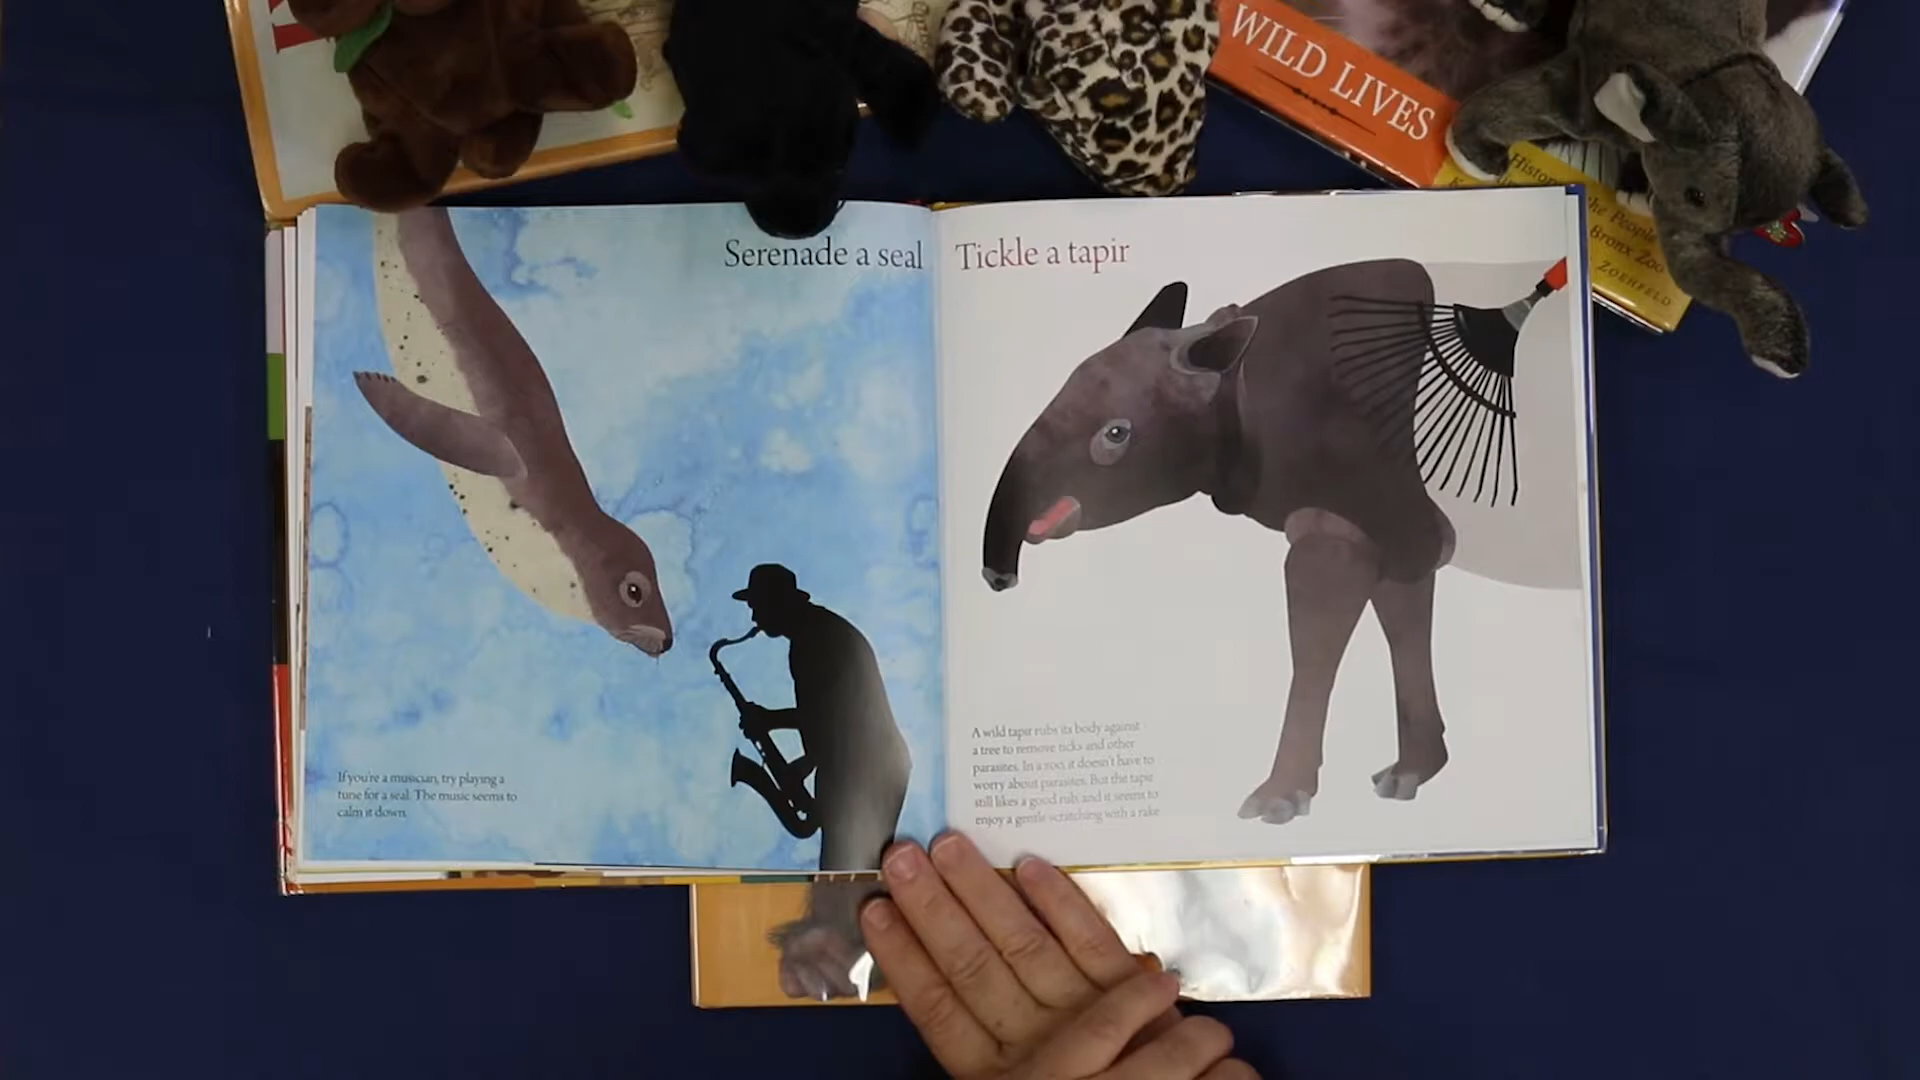 WILD LIVES
the People
Bronx Zoo
ZOEHFELD
Serenade a seal
If you're a musician, try playing a
tune for a seal. The music seems to
calm it down.
Tickle a tapir
A wild tapir rubs its body against
a tree to remove ticks and other
parasites. In a zoo, it doesn't have to
worry about parasites. But the tapir
still likes a good rub, and it seems to
enjoy a gentle scratching with a rake